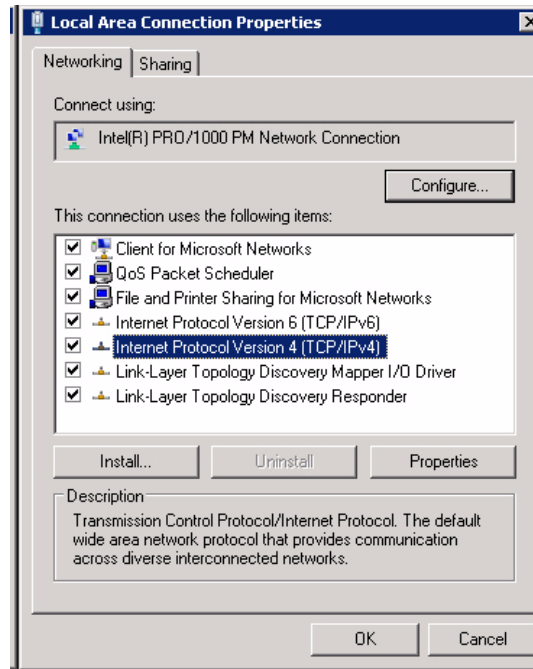 Local Area Connection Properties
Networking
Sharing
Connect using:
Intel(R) PRO/1000 PM Network Connection
Configure...
This connection uses the following items:
Client for Microsoft Networks
QoS Packet Scheduler
File and Printer Sharing for Microsoft Networks
Internet Protocol Version 6 (TCP/IPv6)
Internet Protocol Version 4 (TCP/IPv4)
Link-Layer Topology Discovery Mapper I/O Driver
Link-Layer Topology Discovery Responder
Install...
Uninstall
Properties
Description
Transmission Control Protocol/Internet Protocol. The default
wide area network protocol that provides communication
across diverse interconnected networks.
OK
Cancel